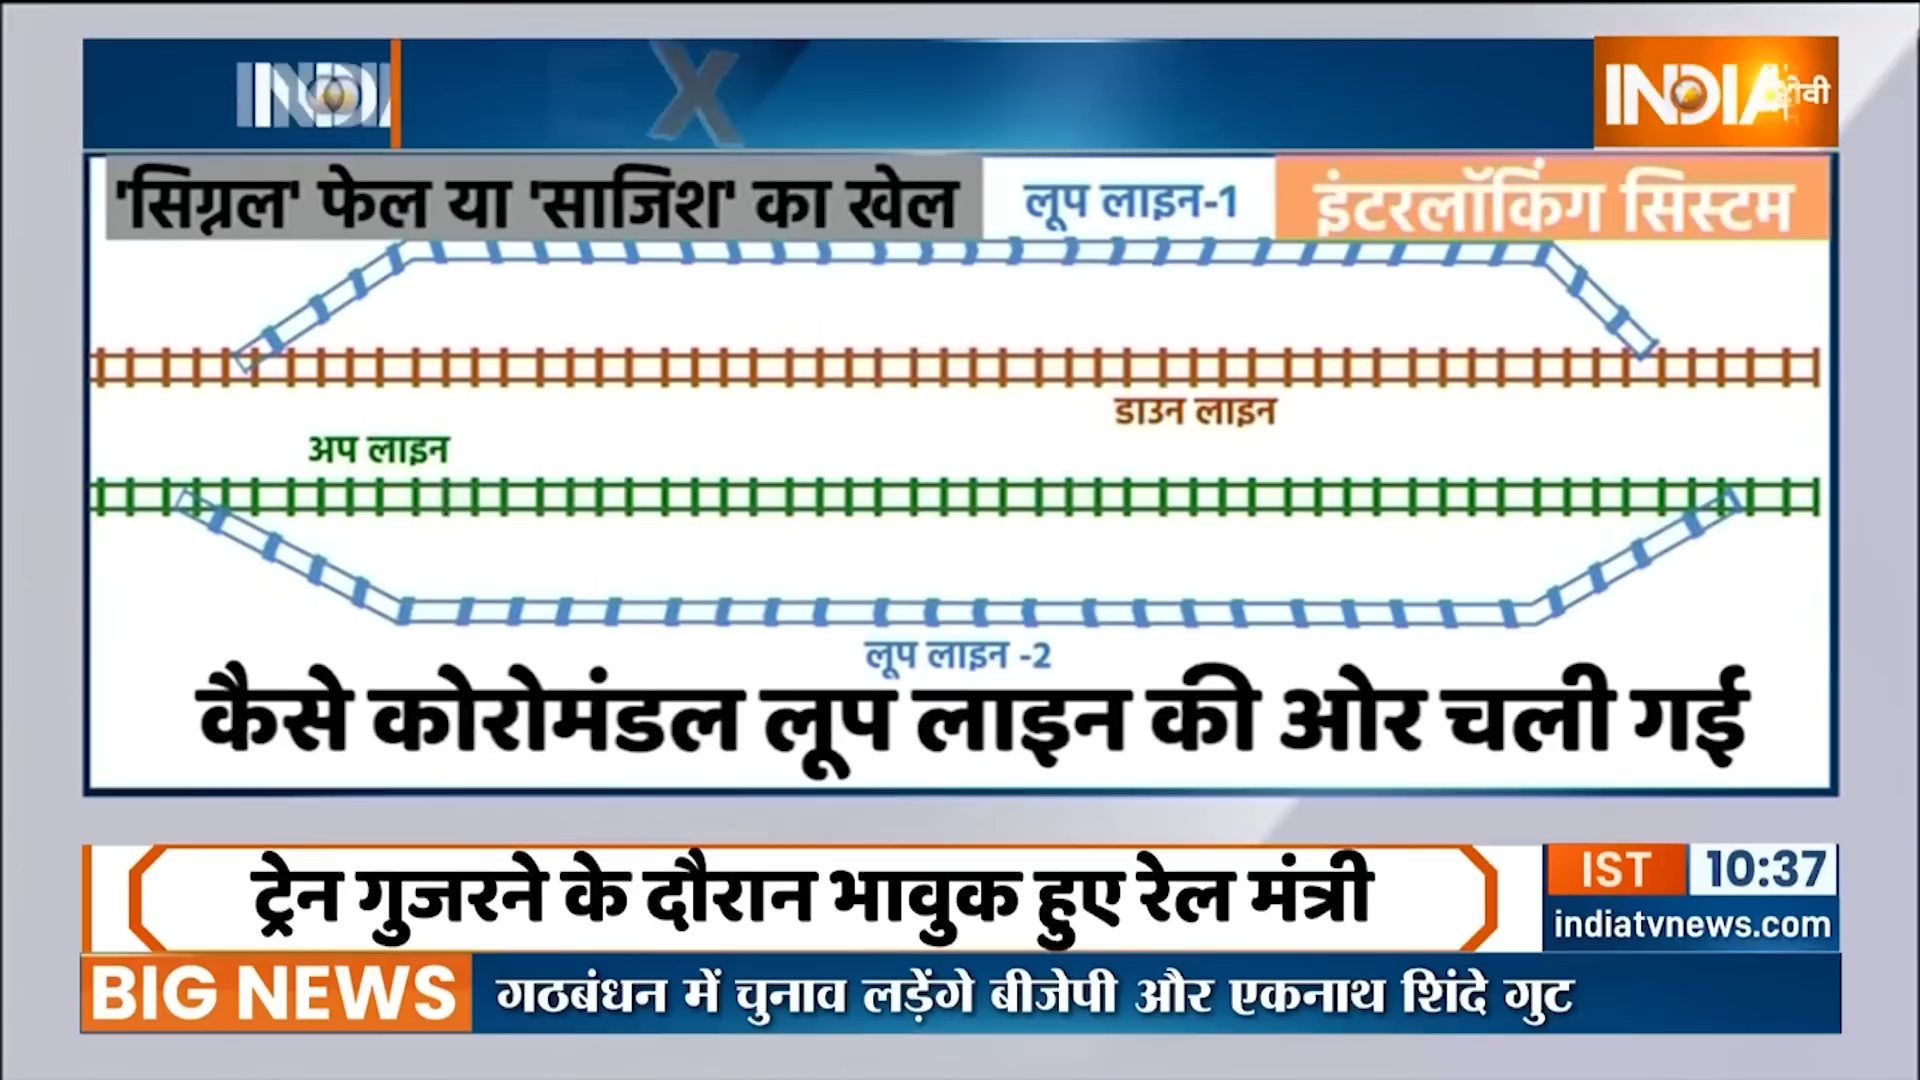 INDIA
'सिग्नल' फेल या 'साजिश' का खेल
लूप लाइन-1
इंटरलॉकिंग सिस्टम
डाउन लाइन
अप लाइन
लूप लाइन -2
कैसे कोरोमंडल लूप लाइन की ओर चली गई
ट्रेन गुजरने के दौरान भावुक हुए रेल मंत्री
IST 10:37
indiatvnews.com
BIG NEWS
गठबंधन में चुनाव लड़ेंगे बीजेपी और एकनाथ शिंदे गुट